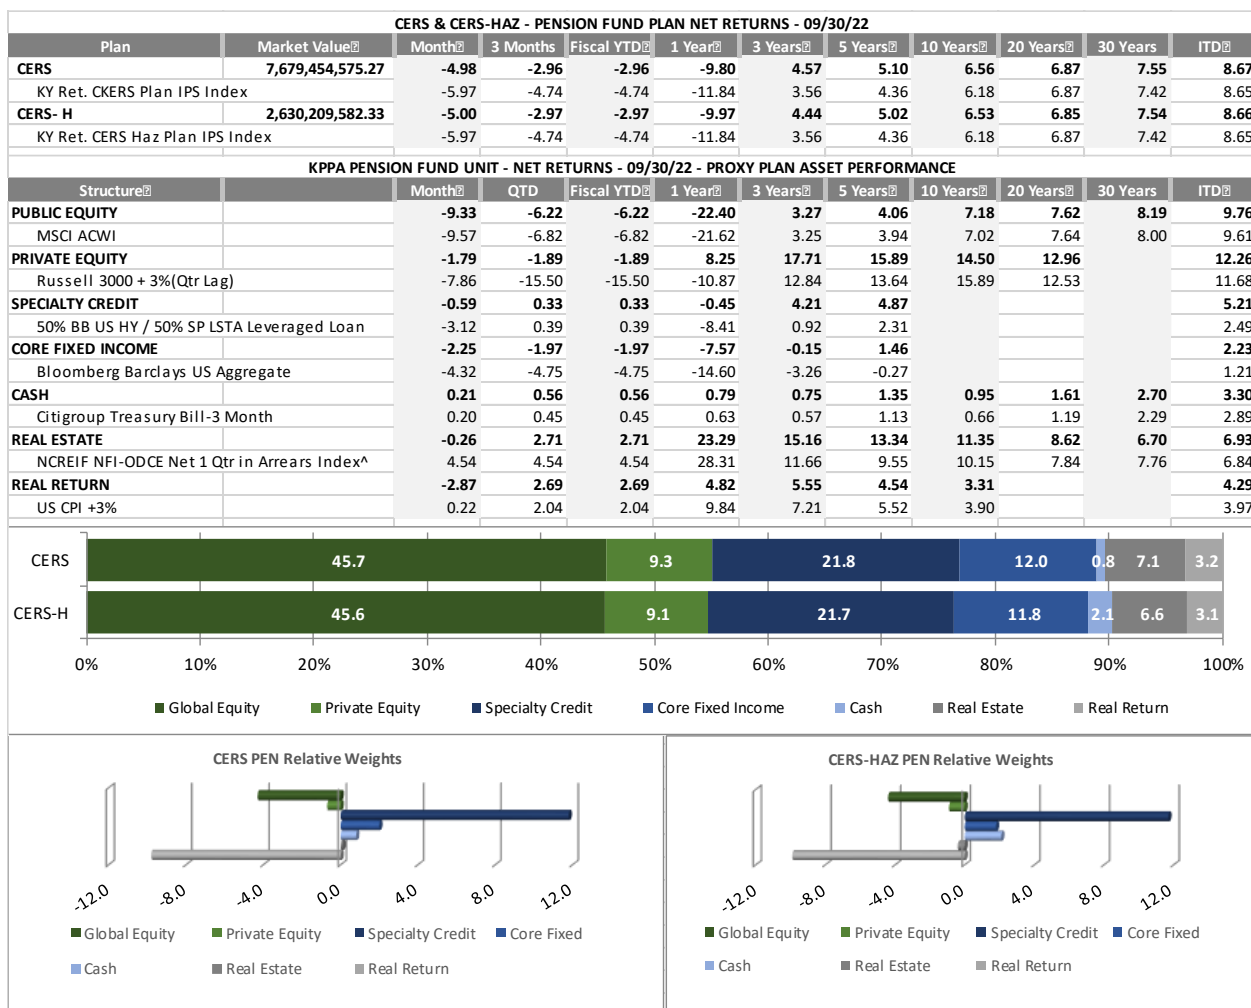 CERS & CERS-HAZ - PENSION FUND PLAN NET RETURNS - 09/30/22
Plan Market Value Month 3 Months Fiscal YTD 1 Year 3 Years 5 Years 10 Years 20 Years 30 Years ITD
CERS 7,679,454,575.27 -4.98 -2.96 -2.96 -9.80 4.57 5.10 6.56 6.87 7.55 8.67
KY Ret. CKERS Plan IPS Index -5.97 -4.74 -4.74 -11.84 3.56 4.36 6.18 6.87 7.42 8.65
CERS- H 2,630,209,582.33 -5.00 -2.97 -2.97 -9.97 4.44 5.02 6.53 6.85 7.54 8.66
KY Ret. CERS Haz Plan IPS Index -5.97 -4.74 -4.74 -11.84 3.56 4.36 6.18 6.87 7.42 8.65
KPPA PENSION FUND UNIT - NET RETURNS - 09/30/22 - PROXY PLAN ASSET PERFORMANCE
Structure Month QTD Fiscal YTD 1 Year 3 Years 5 Years 10 Years 20 Years 30 Years ITD
PUBLIC EQUITY -9.33 -6.22 -6.22 -22.40 3.27 4.06 7.18 7.62 8.19 9.76
MSCI ACWI -9.57 -6.82 -6.82 -21.62 3.25 3.94 7.02 7.64 8.00 9.61
PRIVATE EQUITY -1.79 -1.89 -1.89 8.25 17.71 15.89 14.50 12.96 12.26
Russell 3000 + 3%(Qtr Lag) -7.86 -15.50 -15.50 -10.87 12.84 13.64 15.89 12.53 11.68
SPECIALTY CREDIT -0.59 0.33 0.33 -0.45 4.21 4.87 5.21
50% BB US HY / 50% SP LSTA Leveraged Loan -3.12 0.39 0.39 -8.41 0.92 2.31 2.49
CORE FIXED INCOME -2.25 -1.97 -1.97 -7.57 -0.15 1.46 2.23
Bloomberg Barclays US Aggregate -4.32 -4.75 -4.75 -14.60 -3.26 -0.27 1.21
CASH 0.21 0.56 0.56 0.79 0.75 1.35 0.95 1.61 2.70 3.30
Citigroup Treasury Bill-3 Month 0.20 0.45 0.45 0.63 0.57 1.13 0.66 1.19 2.29 2.89
REAL ESTATE -0.26 2.71 2.71 23.29 15.16 13.34 11.35 8.62 6.70 6.93
NCREIF NFI-ODCE Net 1 Qtr in Arrears Index^ 4.54 4.54 4.54 28.31 11.66 9.55 10.15 7.84 7.76 6.84
REAL RETURN -2.87 2.69 2.69 4.82 5.55 4.54 3.31 4.29
US CPI +3% 0.22 2.04 2.04 9.84 7.21 5.52 3.90 3.97
CERS 45.7 9.3 21.8 12.0 0.8 7.1 3.2
CERS-H 45.6 9.1 21.7 11.8 2.1 6.6 3.1
0% 10% 20% 30% 40% 50% 60% 70% 80% 90% 100%
Global Equity Private Equity Specialty Credit Core Fixed Income Cash Real Estate Real Return
CERS PEN Relative Weights
-12.0 -8.0 -4.0 0.0 4.0 8.0 12.0
Global Equity Private Equity Specialty Credit Core Fixed
Cash Real Estate Real Return
CERS-HAZ PEN Relative Weights
-12.0 -8.0 -4.0 0.0 4.0 8.0 12.0
Global Equity Private Equity Specialty Credit Core Fixed
Cash Real Estate Real Return